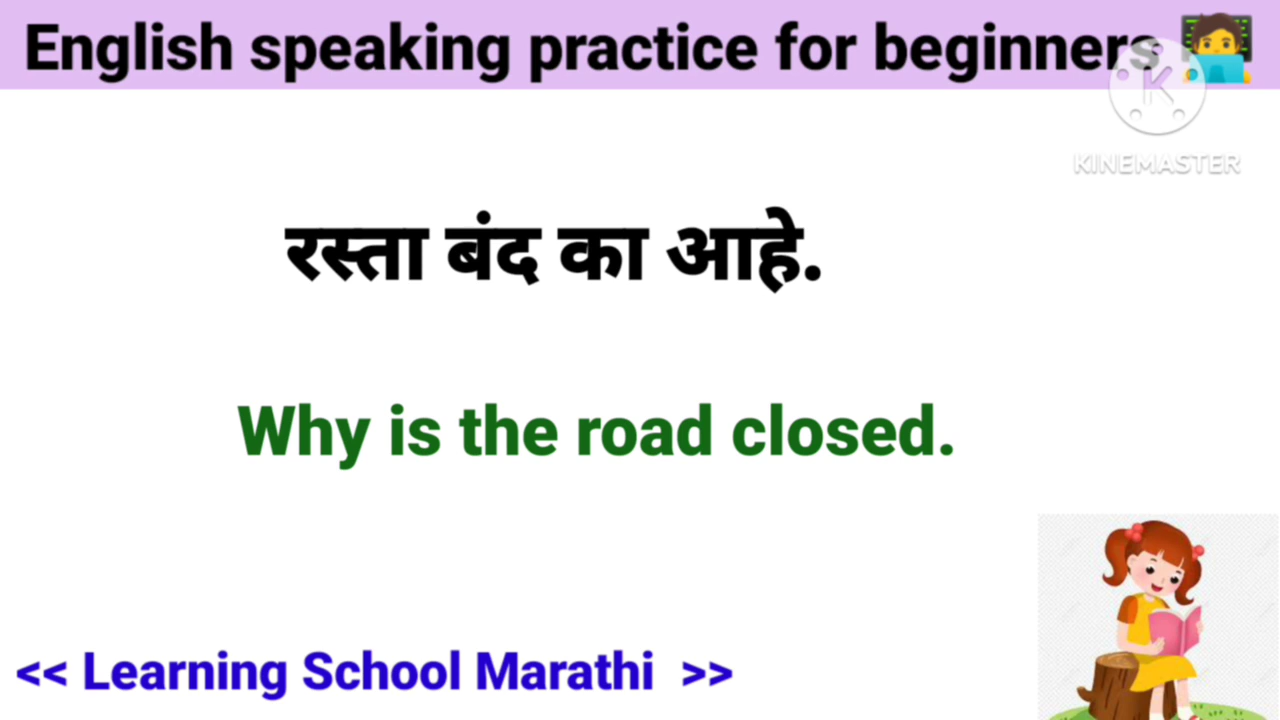 English speaking practice for beginners
KINEMASTER
रस्ता बंद का आहे.
Why is the road closed.
<< Learning School Marathi >>